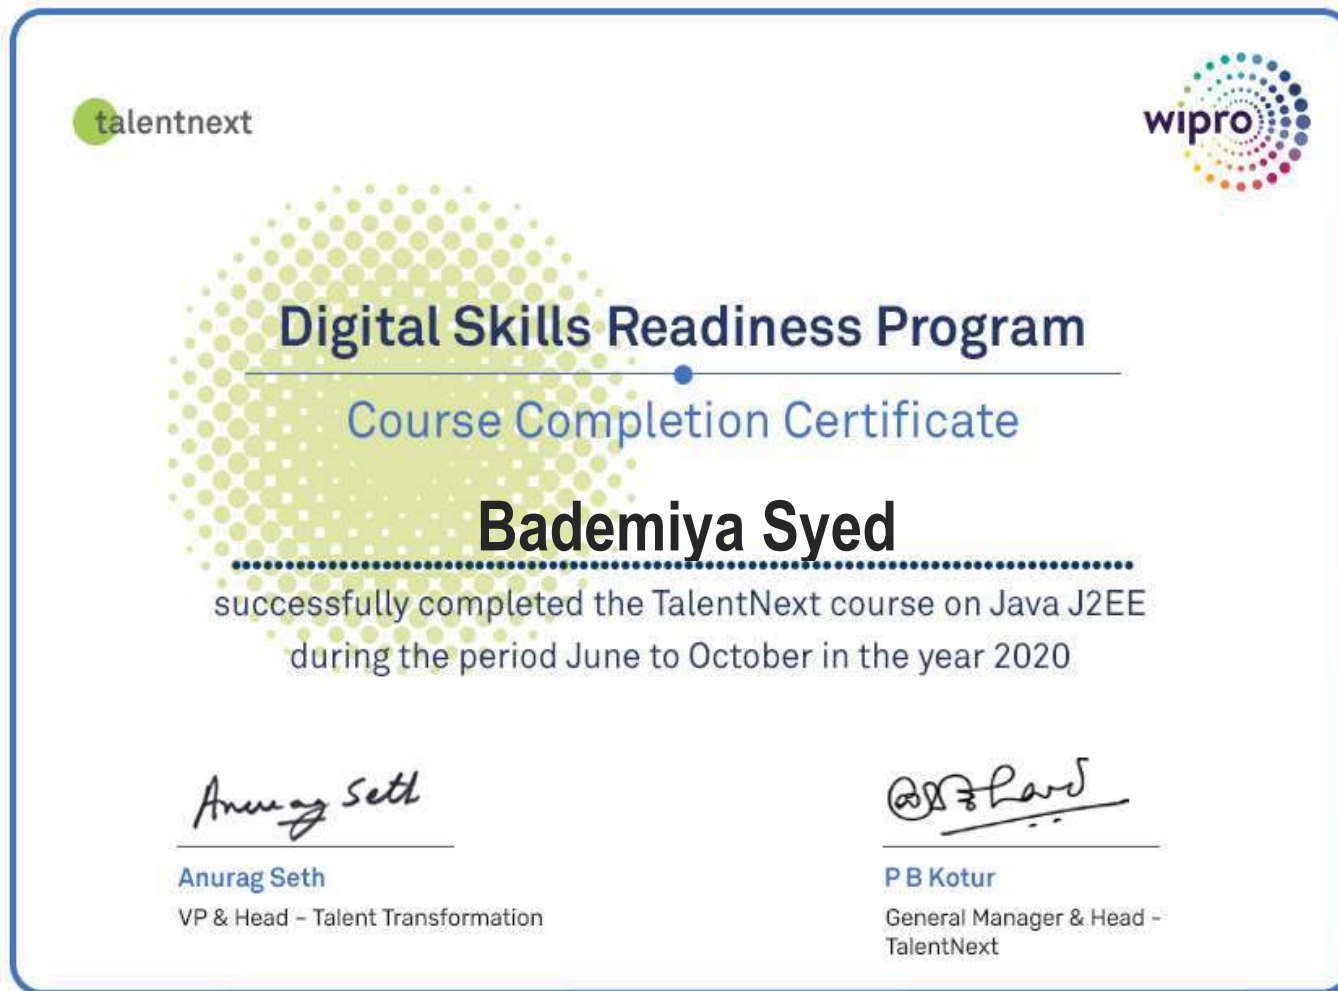 talentnext
wipro
Digital Skills Readiness Program
Course Completion Certificate
Bademiya Syed
successfully completed the TalentNext course on Java J2EE
during the period June to October in the year 2020
Anurag Seth
Anurag Seth
P B Kotur
VP & Head – Talent Transformation
General Manager & Head -
TalentNext